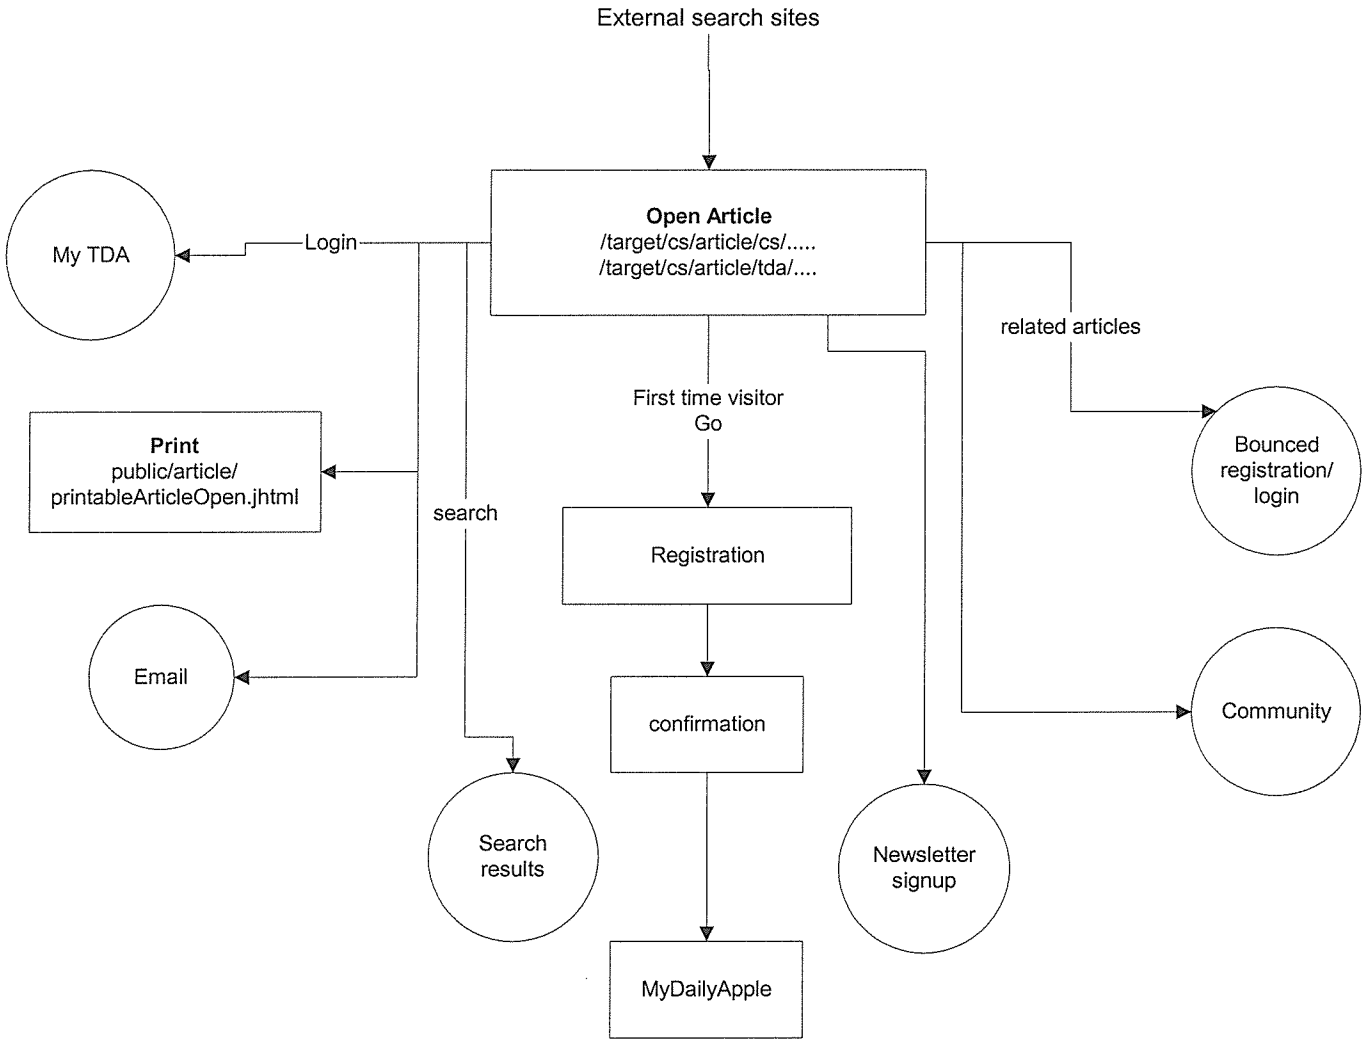 External search sites
Open Article
/target/cs/article/cs/.....
/target/cs/article/tda/....
Login
My TDA
related articles
First time visitor
Go
Print
public/article/
printableArticleOpen.jhtml
search
Bounced
registration/
login
Registration
Email
confirmation
Community
Search
results
Newsletter
signup
MyDailyApple